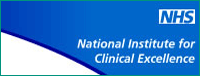 NHS
National Institute for
Clinical Excellence